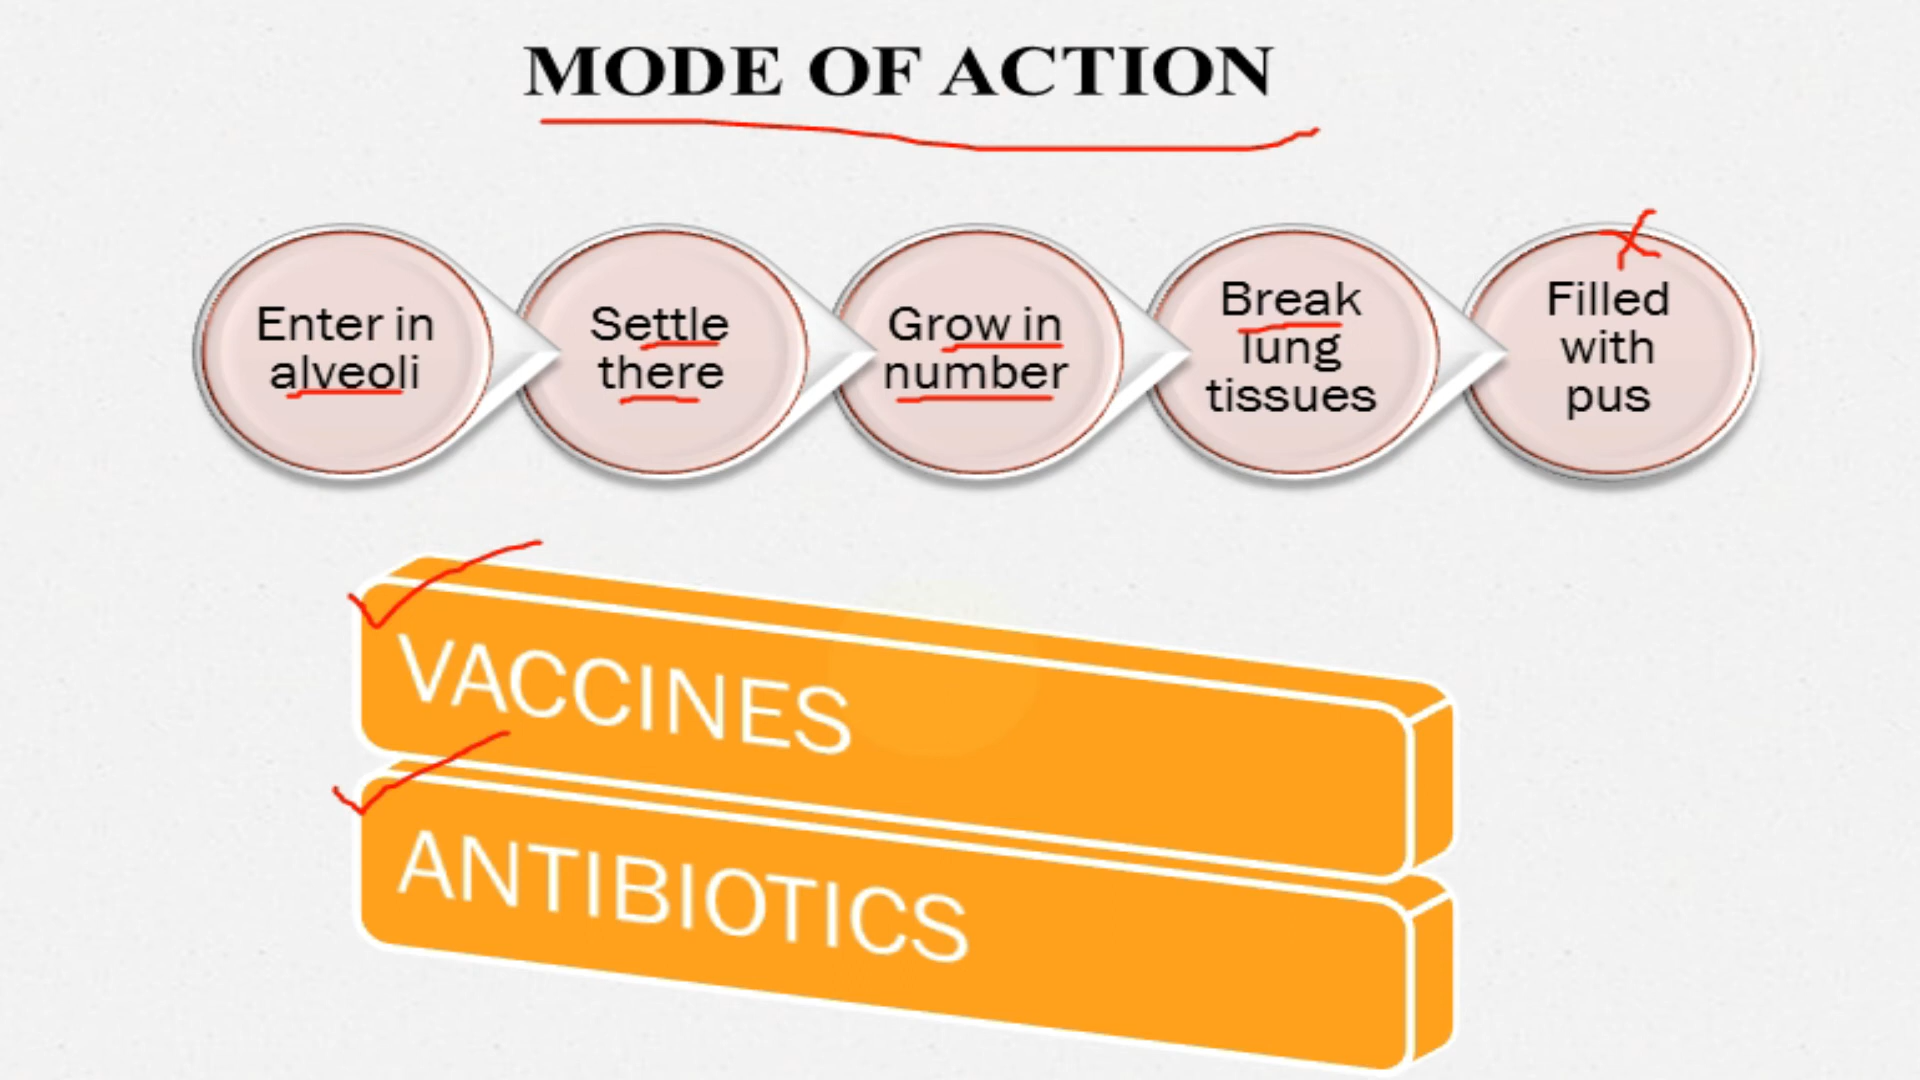 MODE OF ACTION
Enter in
alveoli
Settle
there
Grow in
number
Break
lung
tissues
Filled
with
pus
VACCINES
ANTIBIOTICS